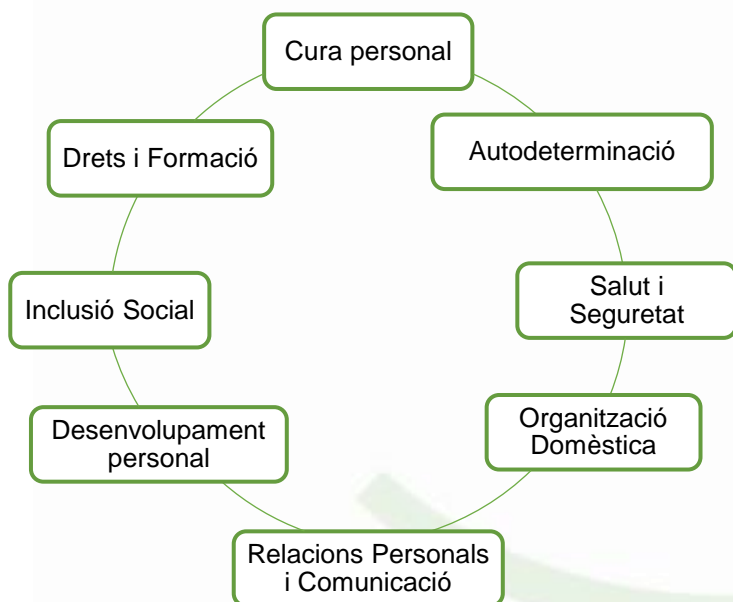 Cura personal
Autodeterminació
Salut i
Seguretat
Organització
Domèstica
Relacions Personals
i Comunicació
Desenvolupament
personal
Inclusió Social
Drets i Formació